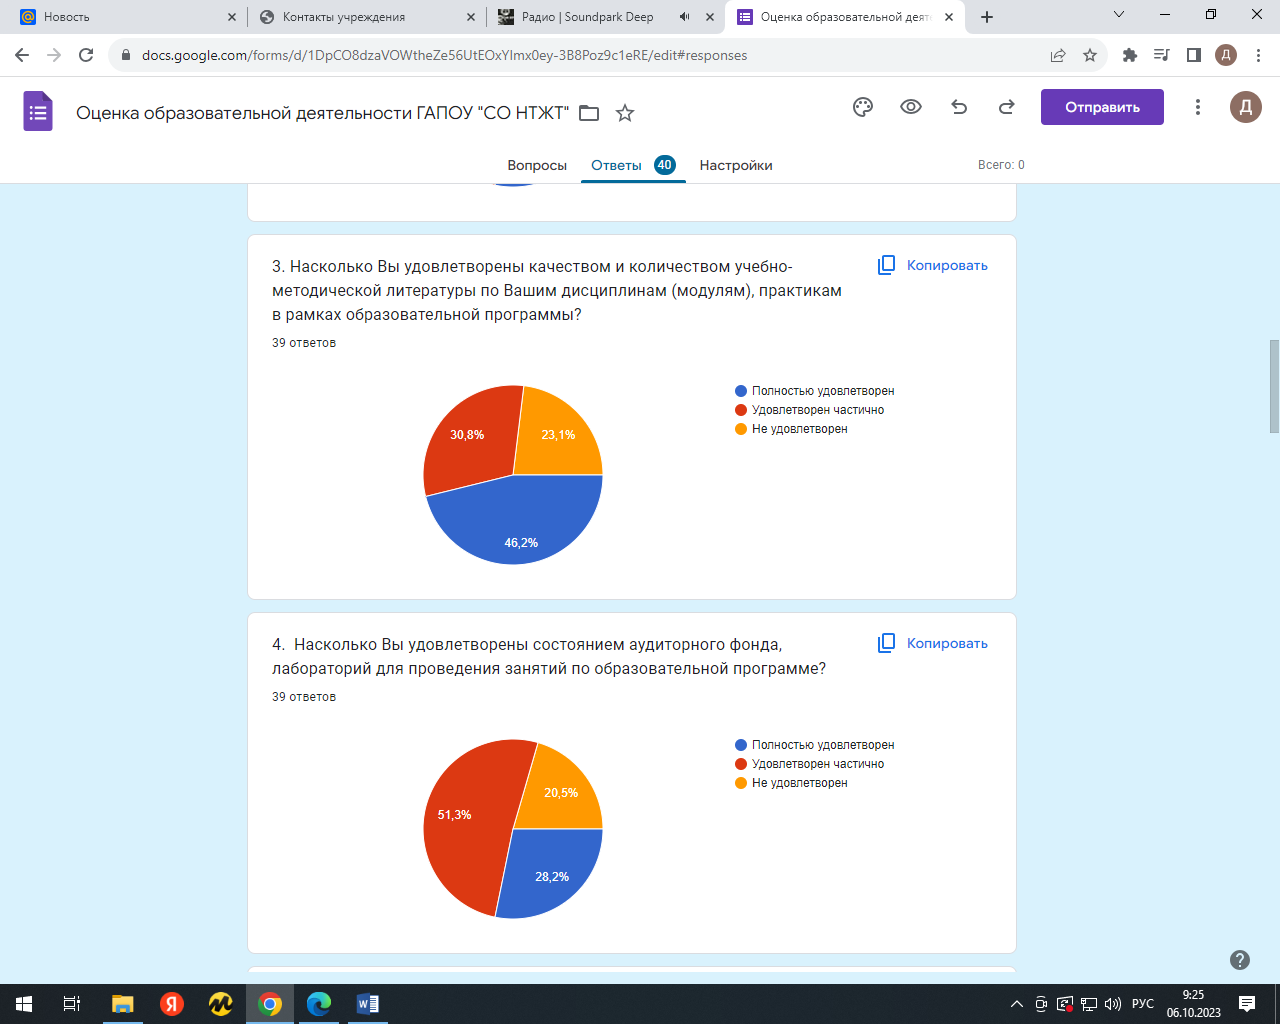 Новость
Контакты учреждения
Радио | Soundpark Deep
Оценка образовательной деят
docs.google.com/forms/d/1DpCO8dzaVOWtheZe56UtEOxYlmx0ey-3B8Poz9c1eRE/edit#responses
Д
Оценка образовательной деятельности ГАПОУ "СО НТЖТ"
Отправить
Д
Вопросы
Ответы 40
Настройки
Всего: 0
3. Насколько Вы удовлетворены качеством и количеством учебно-
методической литературы по Вашим дисциплинам (модулям), практикам
в рамках образовательной программы?
Копировать
39 ответов
30,8%
23,1%
46,2%
Полностью удовлетворен
Удовлетворен частично
Не удовлетворен
4. Насколько Вы удовлетворены состоянием аудиторного фонда,
лабораторий для проведения занятий по образовательной программе?
Копировать
39 ответов
51,3%
20,5%
28,2%
Полностью удовлетворен
Удовлетворен частично
Не удовлетворен
РУС
9:25
06.10.2023